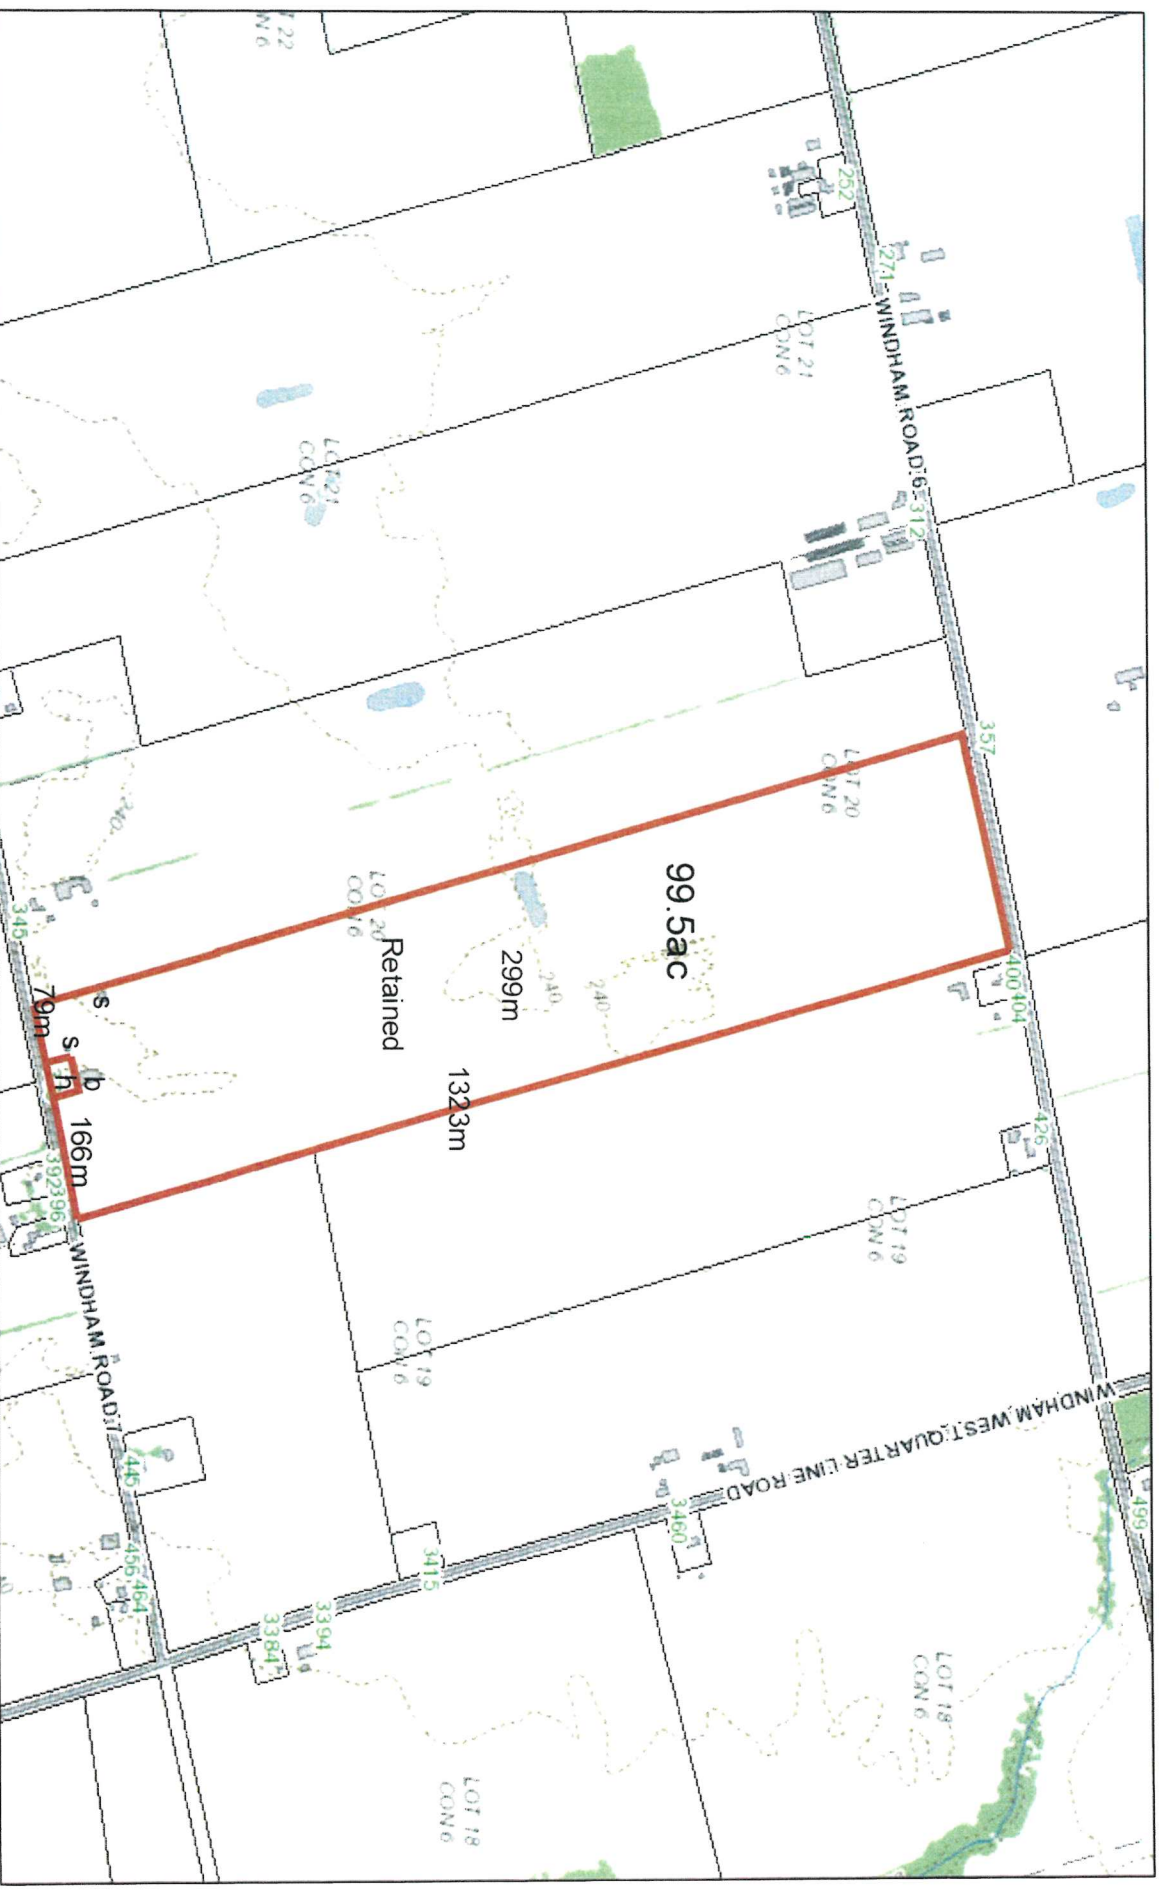 LOT 22
CON 6
252
271
WINDHAM ROAD 6
312
LOT 21
CON 6
LOT 21
CON 6
357
LOT 20
CON 6
LOT 20
CON 6
99.5ac
299m
Retained
1323m
240
240
240
400
404
426
LOT 19
CON 6
LOT 19
CON 6
345
s
79m
s
b
h
166m
392
396
WINDHAM ROAD 7
445
456
464
WINDHAM WEST QUARTER LINE ROAD
499
3460
3415
3394
3384
LOT 18
CON 6
LOT 18
CON 6